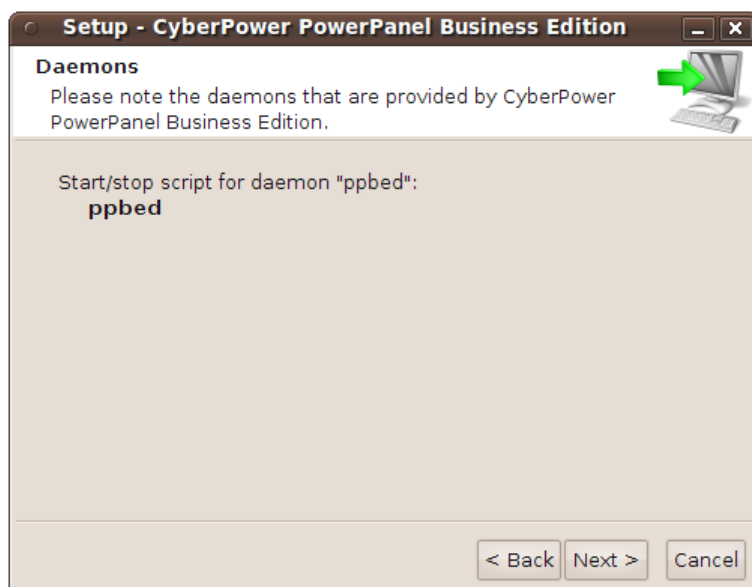 Setup - CyberPower PowerPanel Business Edition
Daemons
Please note the daemons that are provided by CyberPower
PowerPanel Business Edition.
Start/stop script for daemon "ppbed":
ppbed
< Back Next > Cancel